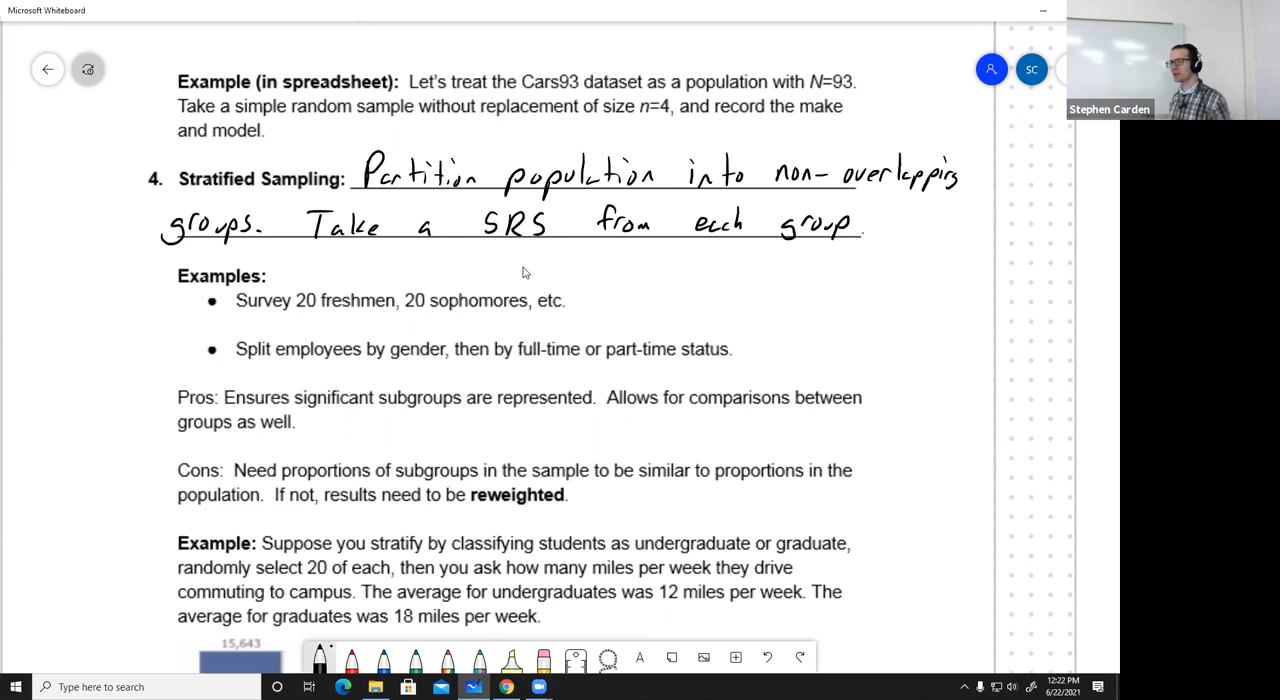 Microsoft Whiteboard
Example (in spreadsheet): Let's treat the Cars93 dataset as a population with N=93.
Take a simple random sample without replacement of size n=4, and record the make
and model.
SC
Stephen Carden
4. Stratified Sampling: Partition population into non-overlapping
groups. Take a SRS from each group.
Examples:
• Survey 20 freshmen, 20 sophomores, etc.
• Split employees by gender, then by full-time or part-time status.
Pros: Ensures significant subgroups are represented. Allows for comparisons between
groups as well.
Cons: Need proportions of subgroups in the sample to be similar to proportions in the
population. If not, results need to be reweighted.
Example: Suppose you stratify by classifying students as undergraduate or graduate,
randomly select 20 of each, then you ask how many miles per week they drive
commuting to campus. The average for undergraduates was 12 miles per week. The
average for graduates was 18 miles per week.
15,643
A
Type here to search
12:22 PM
6/22/2021